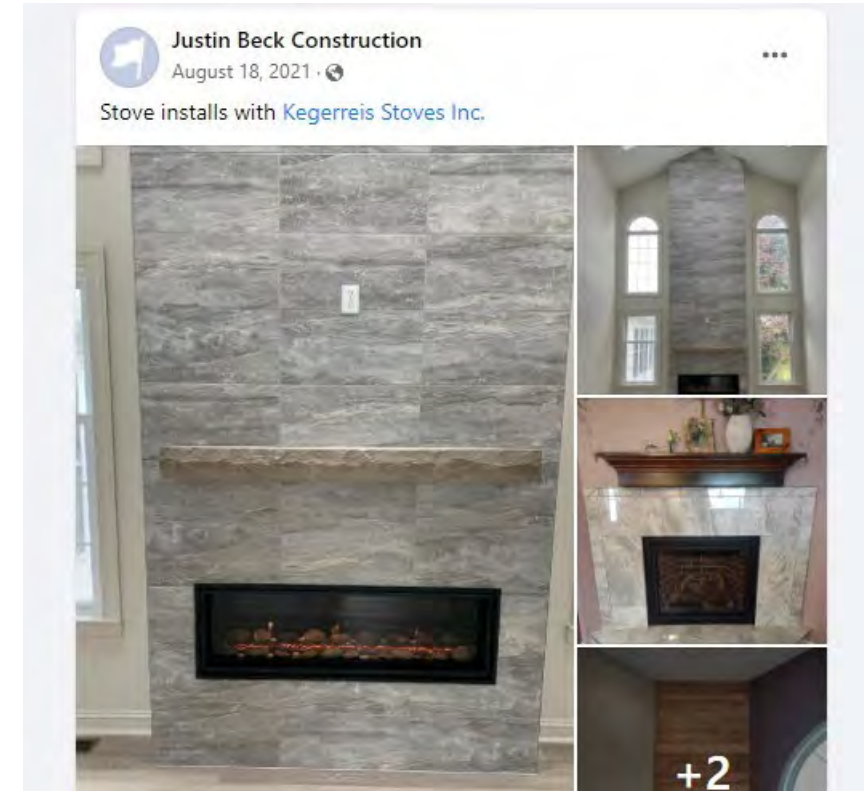 Justin Beck Construction
August 18, 2021 ·
Stove installs with Kegerreis Stoves Inc.
+2